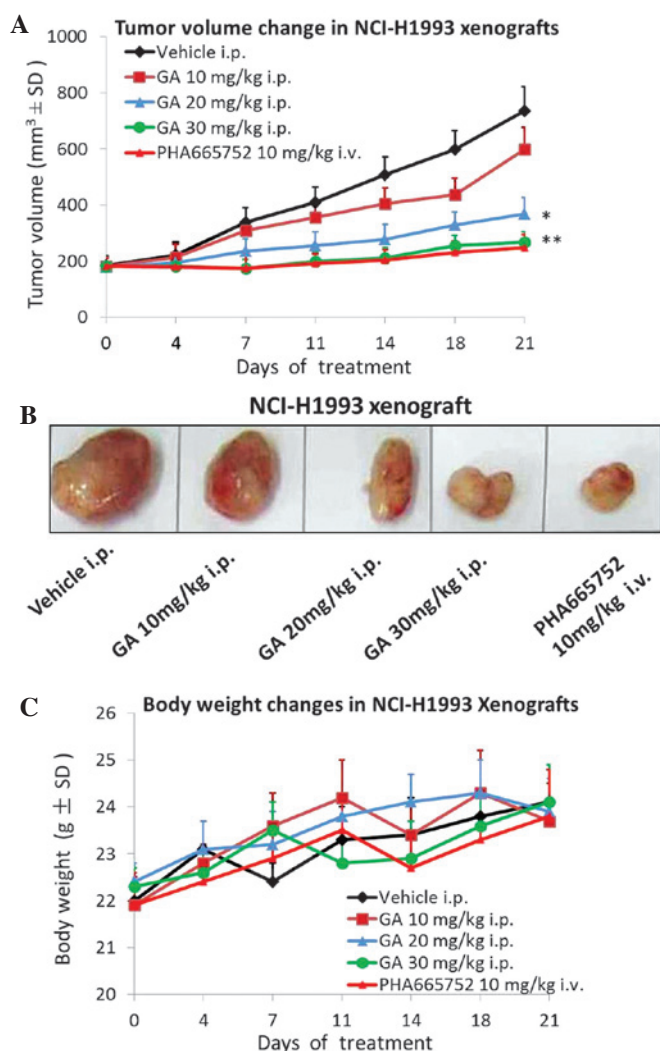 A
Tumor volume change in NCI-H1993 xenografts
1000
800
600
400
200
0
Tumor volume (mm³ ± SD)
Vehicle i.p.
GA 10 mg/kg i.p.
GA 20 mg/kg i.p.
GA 30 mg/kg i.p.
PHA665752 10 mg/kg i.v.
*
**
0 4 7 11 14 18 21
Days of treatment
B
NCI-H1993 xenograft
Vehicle i.p.
GA 10mg/kg i.p.
GA 20mg/kg i.p.
GA 30mg/kg i.p.
PHA665752
10mg/kg i.v.
C
Body weight changes in NCI-H1993 Xenografts
26
25
24
23
22
21
20
Body weight (g ± SD)
Vehicle i.p.
GA 10 mg/kg i.p.
GA 20 mg/kg i.p.
GA 30 mg/kg i.p.
PHA665752 10 mg/kg i.v.
0 4 7 11 14 18 21
Days of treatment